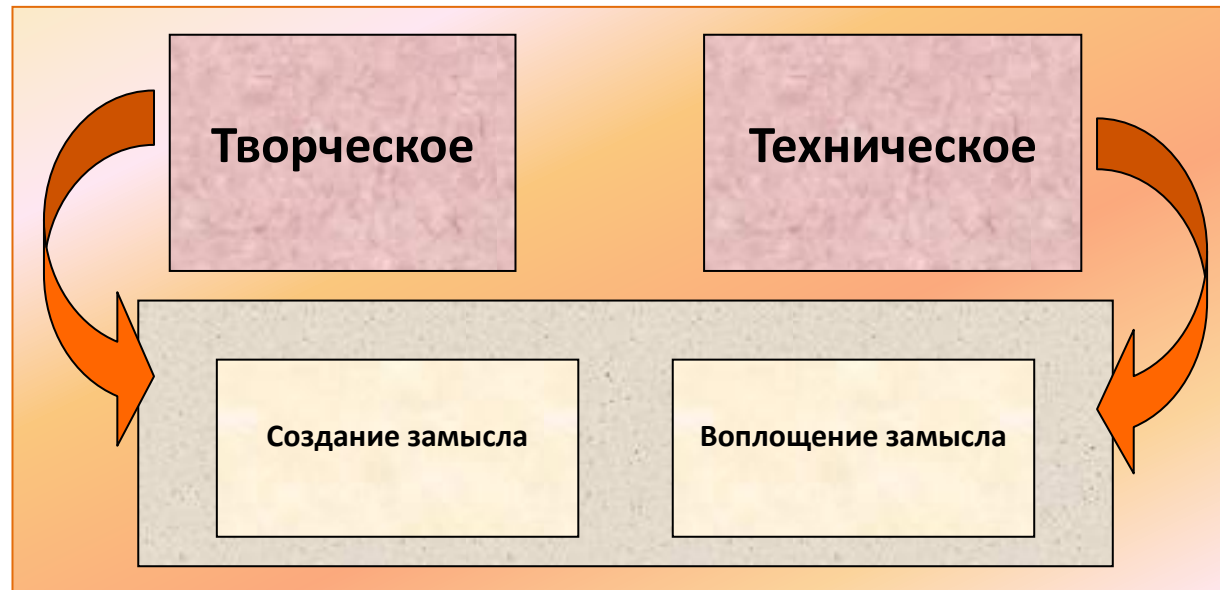 Творческое
Техническое
Создание замысла
Воплощение замысла